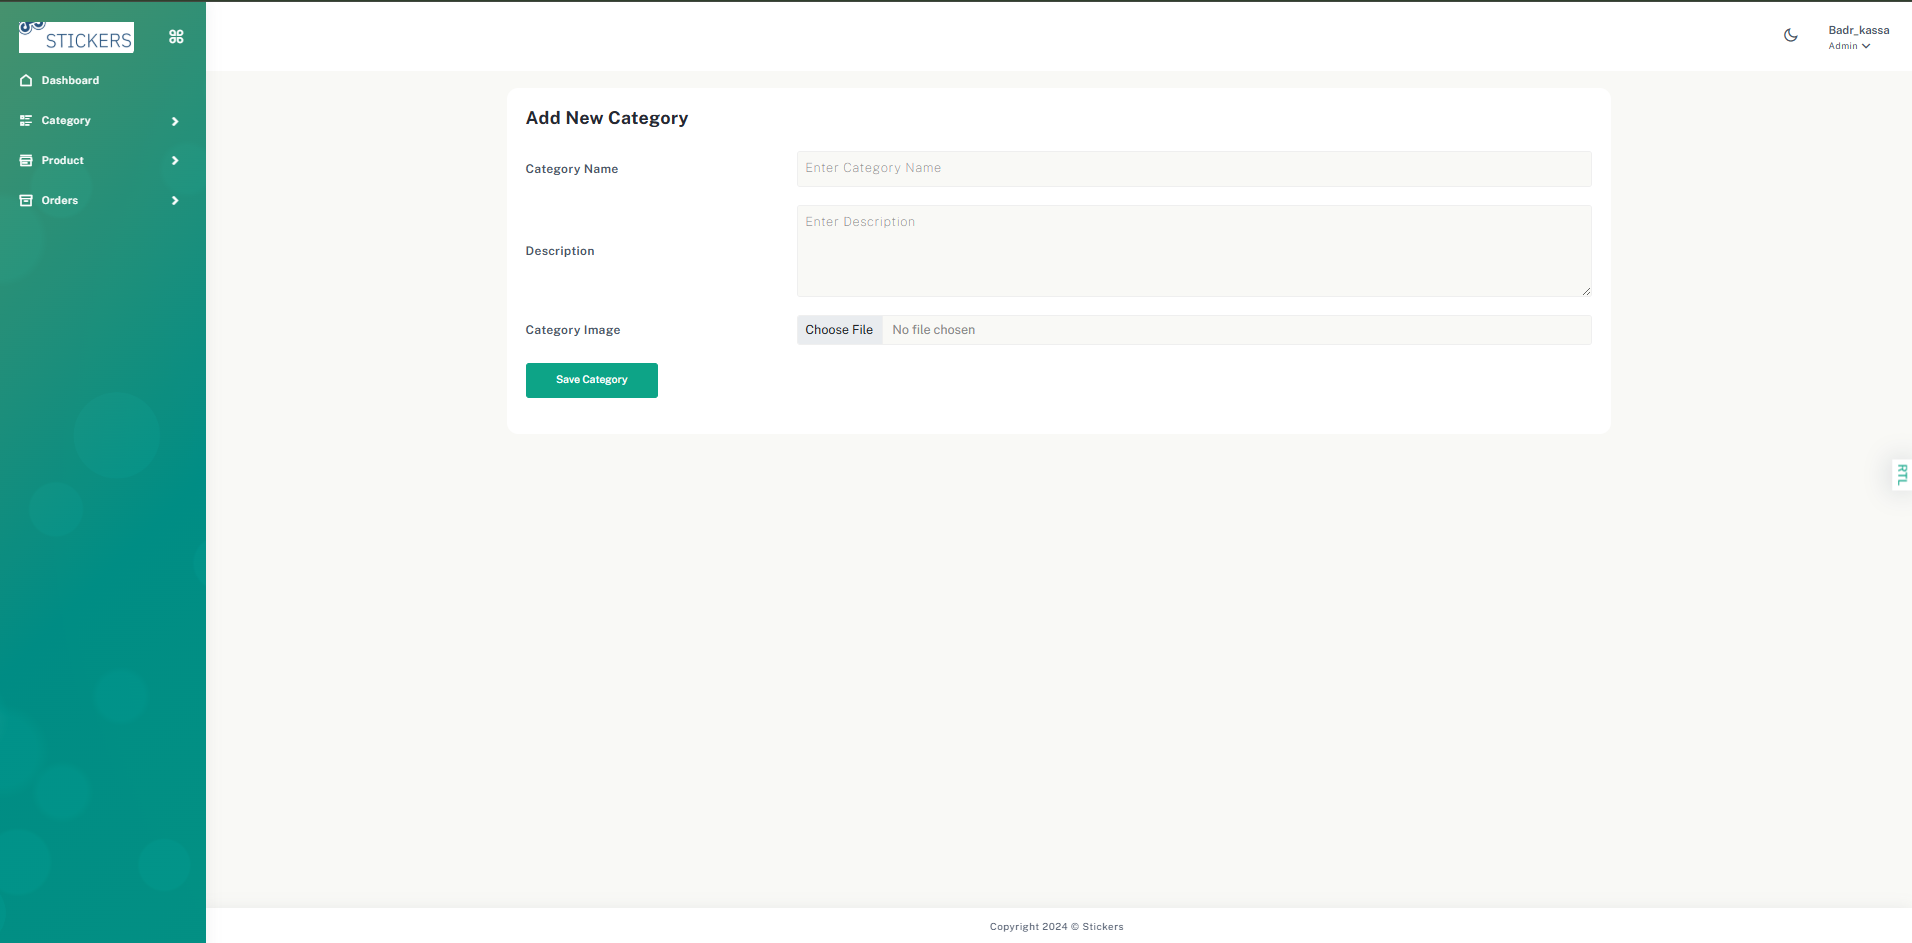 STICKERS
Dashboard
Category
Product
Orders
Badr_kassa
Admin
Add New Category
Category Name
Enter Category Name
Description
Enter Description
Category Image
Choose File No file chosen
Save Category
RTL
Copyright 2024 © Stickers